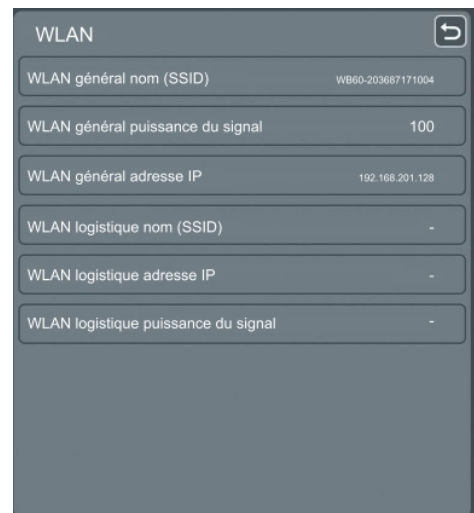 WLAN
WLAN général nom (SSID) WB60-203687171004
WLAN général puissance du signal 100
WLAN général adresse IP 192.168.201.128
WLAN logistique nom (SSID) -
WLAN logistique adresse IP -
WLAN logistique puissance du signal -